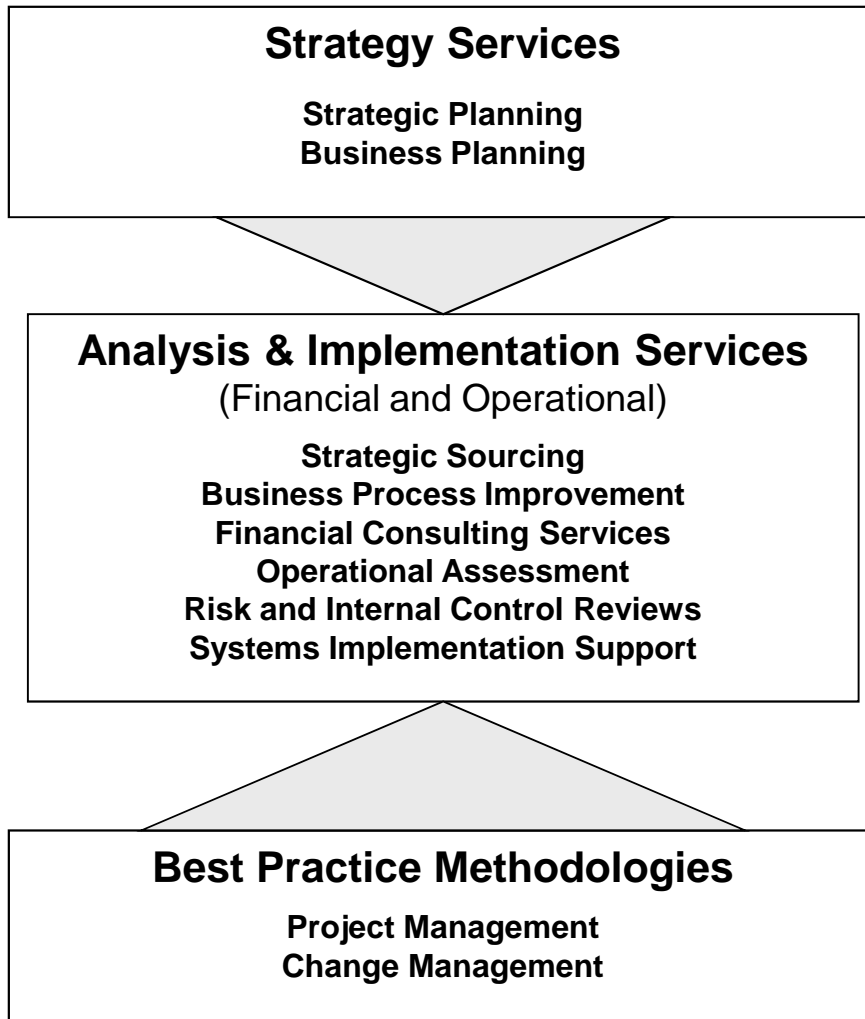 Strategy Services
Strategic Planning
Business Planning
Analysis & Implementation Services
(Financial and Operational)
Strategic Sourcing
Business Process Improvement
Financial Consulting Services
Operational Assessment
Risk and Internal Control Reviews
Systems Implementation Support
Best Practice Methodologies
Project Management
Change Management